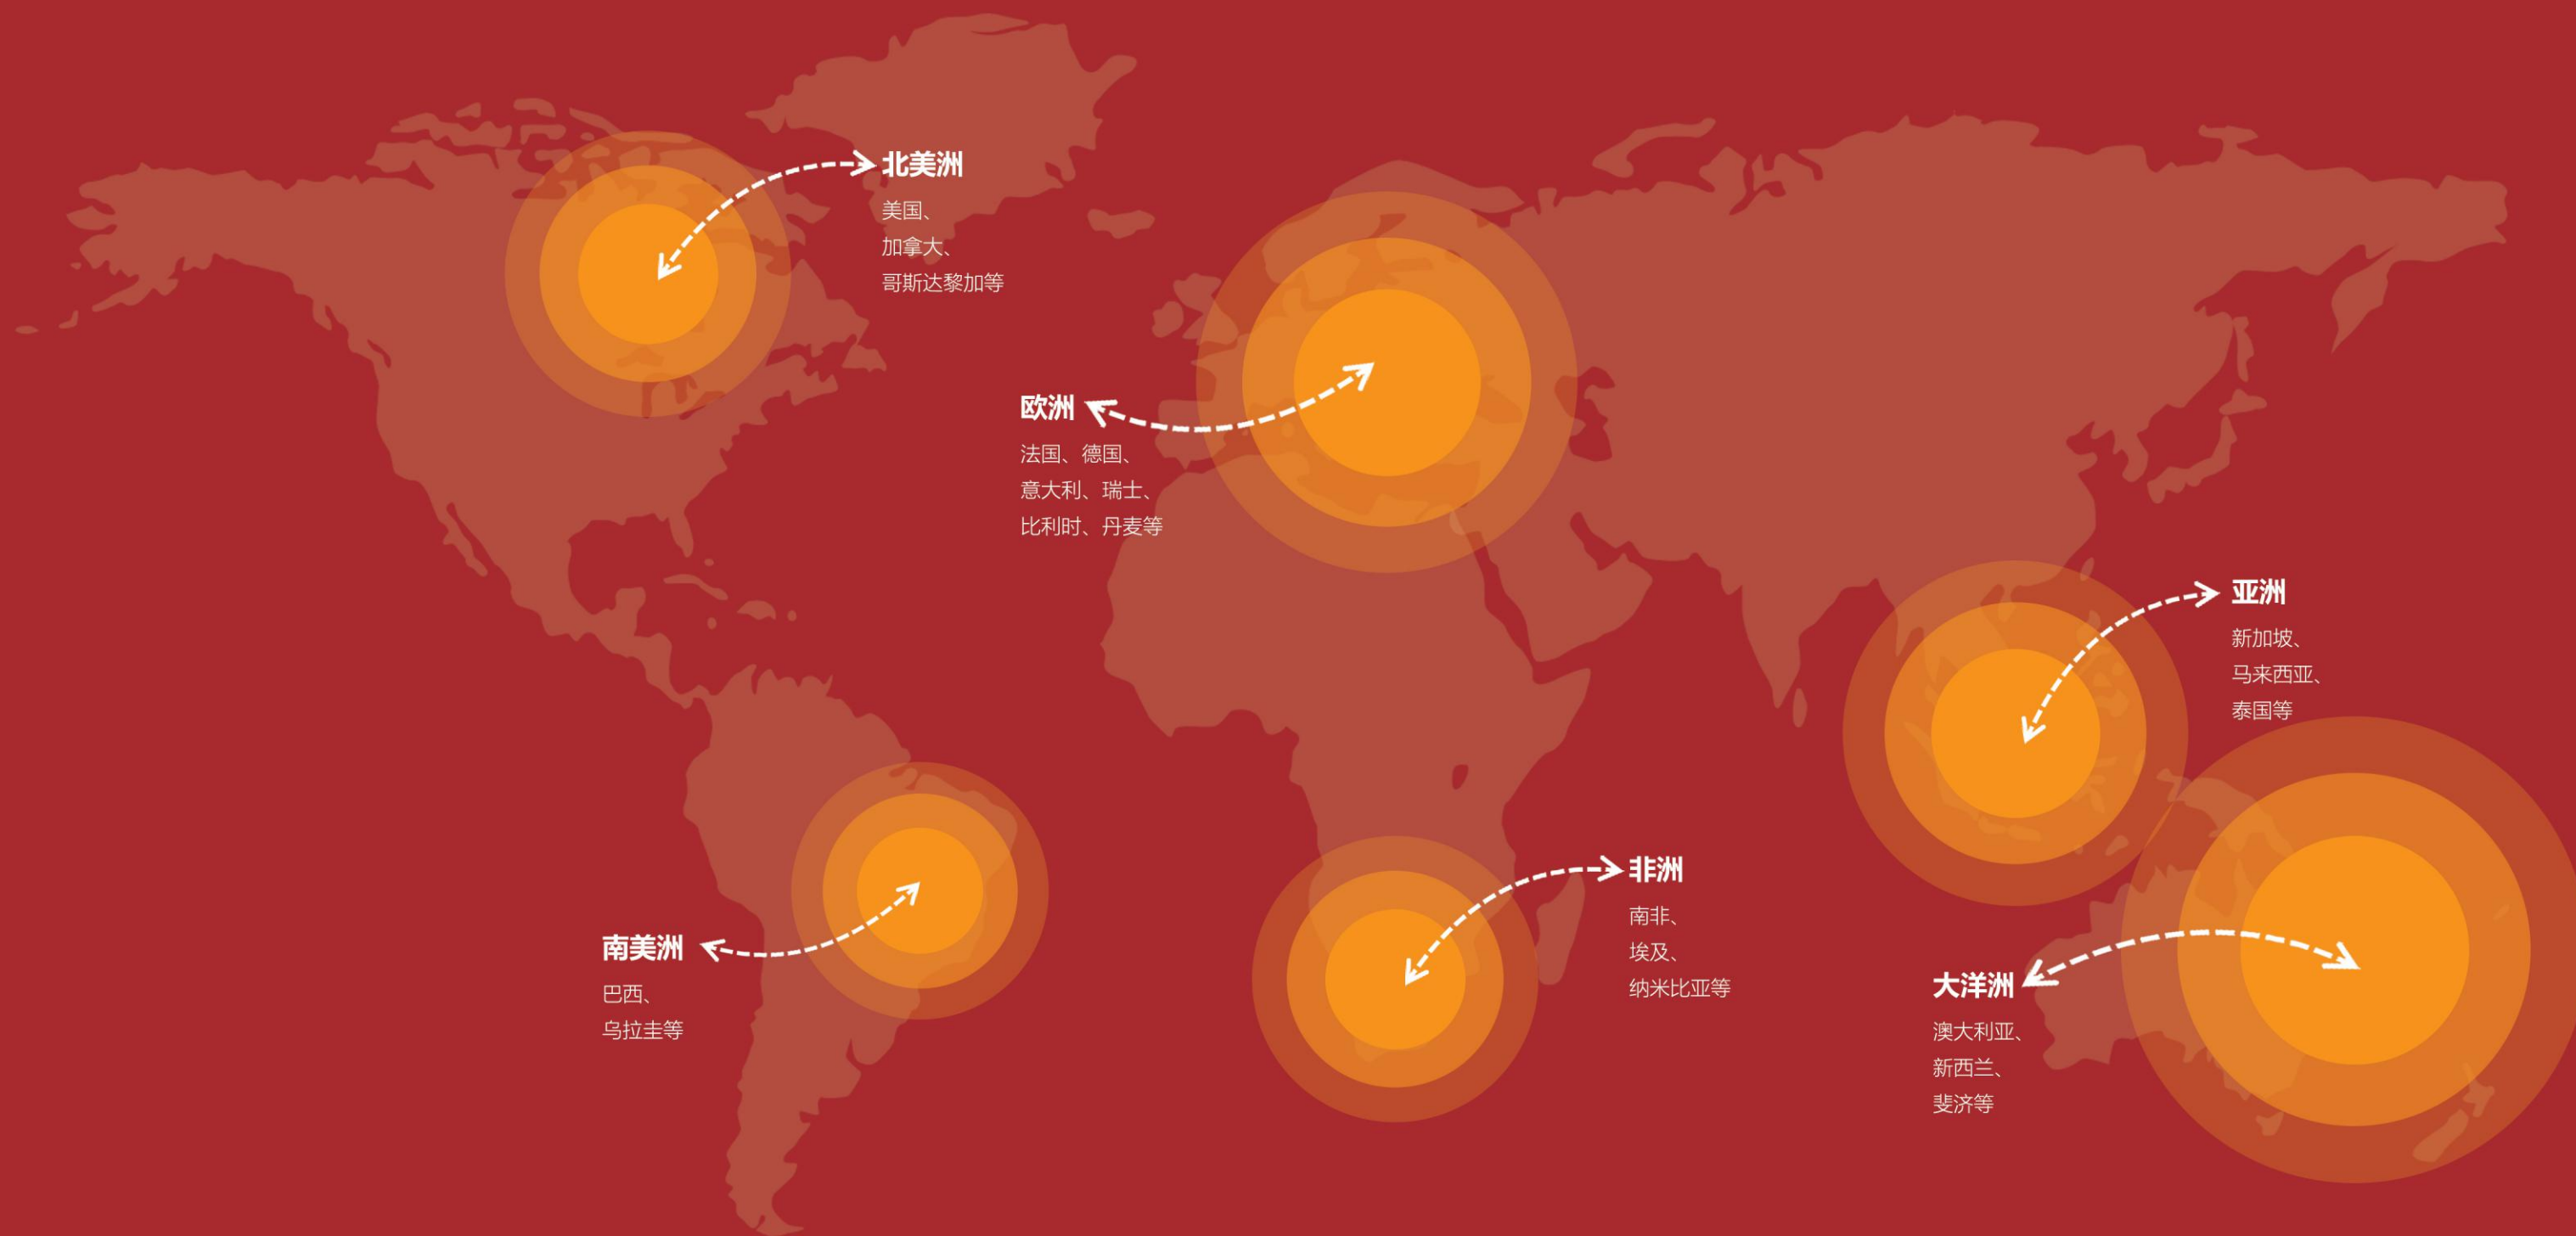 北美洲
美国、
加拿大、
哥斯达黎加等
欧洲
法国、德国、
意大利、瑞士、
比利时、丹麦等
亚洲
新加坡、
马来西亚、
泰国等
非洲
南非、
埃及、
纳米比亚等
南美洲
巴西、
乌拉圭等
大洋洲
澳大利亚、
新西兰、
斐济等